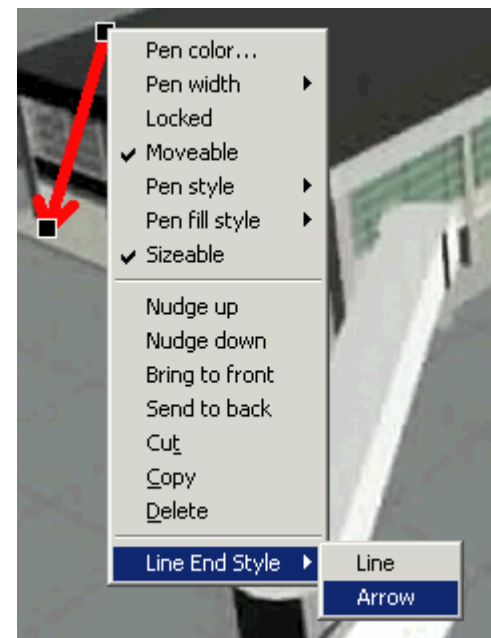 Pen color...
Pen width
Locked
Moveable
Pen style
Pen fill style
Sizeable
Nudge up
Nudge down
Bring to front
Send to back
Cut
Copy
Delete
Line End Style
Line
Arrow